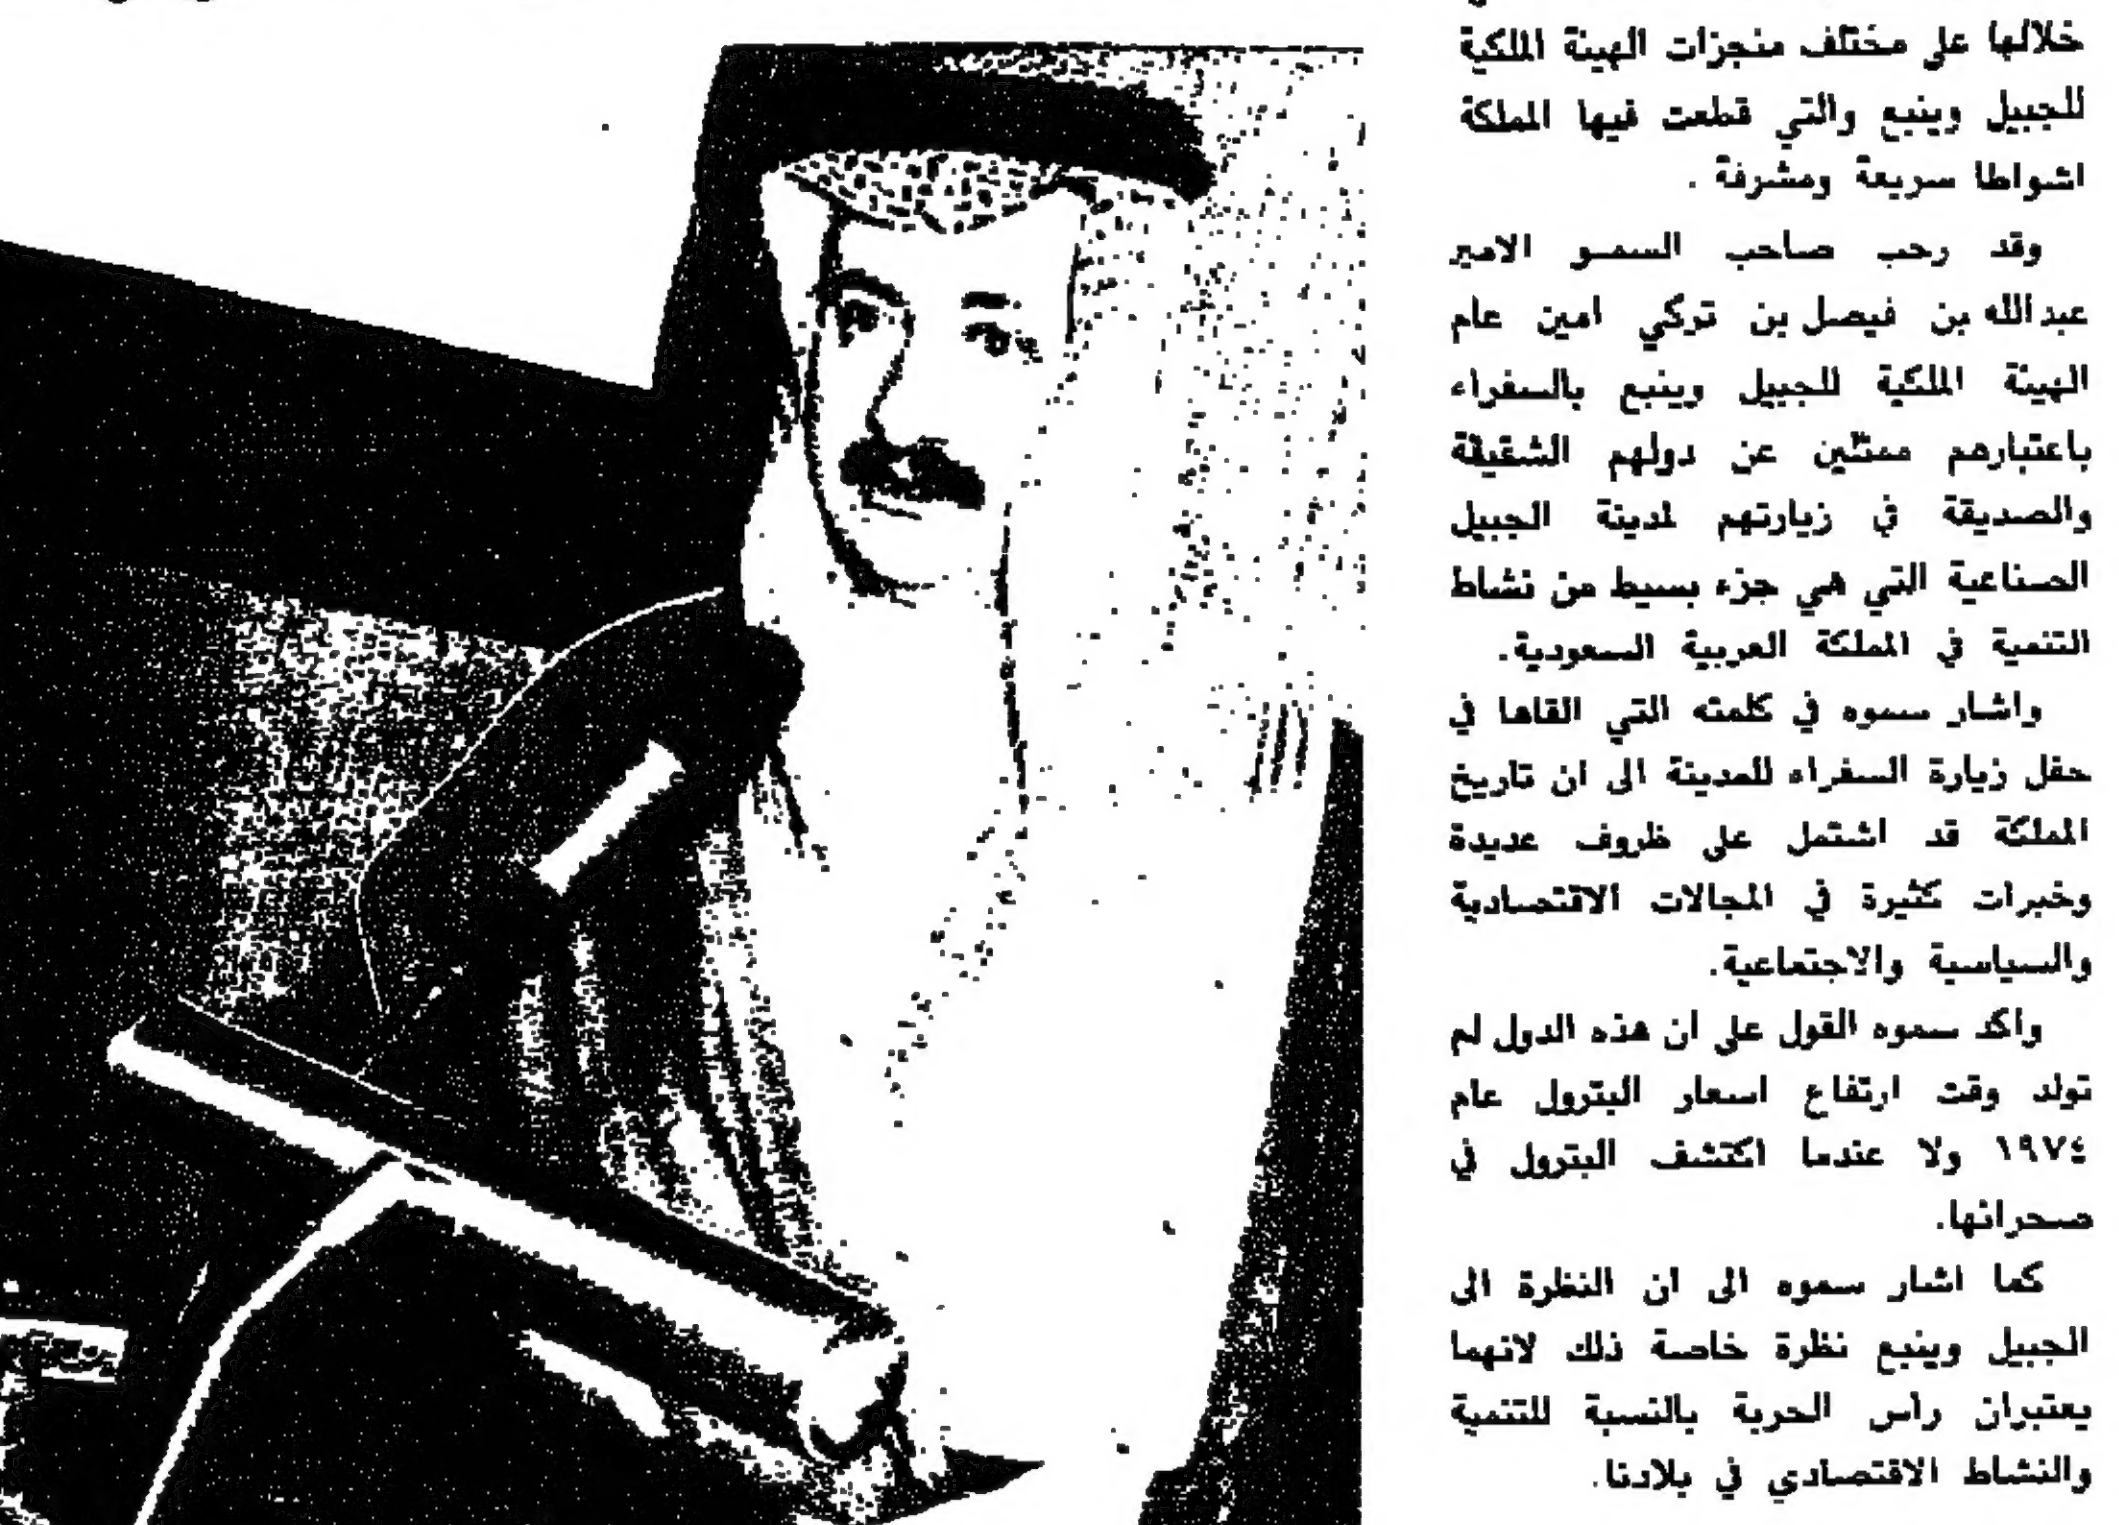 خلالها على مختلف منجزات الهيئة الملكية
للجبيل وينبع والتي قطعت فيها المملكة
اشواطا سريعة ومشرفة .
وقد رحب صاحب السمو الامير
عبدالله بن فيصل بن تركي امين عام
الهيئة الملكية للجبيل وينبع بالسفراء
باعتبارهم ممثلين عن دولهم الشقيقة
والصديقة في زيارتهم لمدينة الجبيل
الصناعية التي هي جزء بسيط من نشاط
التنمية في المملكة العربية السعودية.
واشار سموه في كلمته التي القاها في
حفل زيارة السفراء للمدينة الى ان تاريخ
المملكة قد اشتمل على ظروف عديدة
وخبرات كثيرة في المجالات الاقتصادية
والسياسية والاجتماعية.
واكد سموه القول على ان هذه الدول لم
تولد وقت ارتفاع اسعار البترول عام
١٩٧٤ ولا عندما اكتشف البترول في
صحرائها.
كما اشار سموه الى ان النظرة الى
الجبيل وينبع نظرة خاصة ذلك لانهما
يعتبران رأس الحربة بالنسبة للتنمية
والنشاط الاقتصادي في بلادنا.